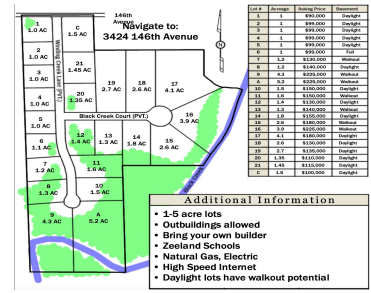 146th
Avenue
Navigate to:
3424 146th Avenue
N
1
1.0 AC
C
1.5 AC
2
1.0 AC
21
1.45 AC
3
1.0 AC
19
2.7 AC
18
2.6 AC
17
4.1 AC
4
1.0 AC
20
1.35 AC
Winding Creek Lane (PVT.)
Black Creek Court (PVT.)
16
3.9 AC
5
1.0 AC
6
1.1 AC
12
1.4 AC
13
1.3 AC
14
1.8 AC
15
2.6 AC
7
1.2 AC
11
1.6 AC
8
1.3 AC
10
1.5 AC
9
4.3 AC
A
5.2 AC
Black Creek
Lot # Acreage Asking Price Basement
1 1 $90,000 Daylight
2 1 $99,000 Daylight
3 1 $99,000 Daylight
4 1 $99,000 Daylight
5 1 $99,000 Daylight
6 1 $99,000 Full
7 1.2 $130,000 Walkout
8 1.2 $140,000 Daylight
9 4.3 $225,000 Walkout
A 5.2 $225,000 Walkout
10 1.5 $150,000 Daylight
11 1.6 $150,000 Walkout
12 1.4 $130,000 Daylight
13 1.3 $140,000 Walkout
14 1.8 $155,000 Daylight
15 2.6 $180,000 Walkout
16 3.9 $225,000 Walkout
17 4.1 $180,000 Daylight
18 2.6 $130,000 Daylight
19 2.7 $135,000 Daylight
20 1.35 $110,000 Daylight
21 1.45 $115,000 Daylight
C 1.5 $100,000 Daylight
Additional Information
• 1-5 acre lots
• Outbuildings allowed
• Bring your own builder
• Zeeland Schools
• Natural Gas, Electric
• High Speed Internet
• Daylight lots have walkout potential